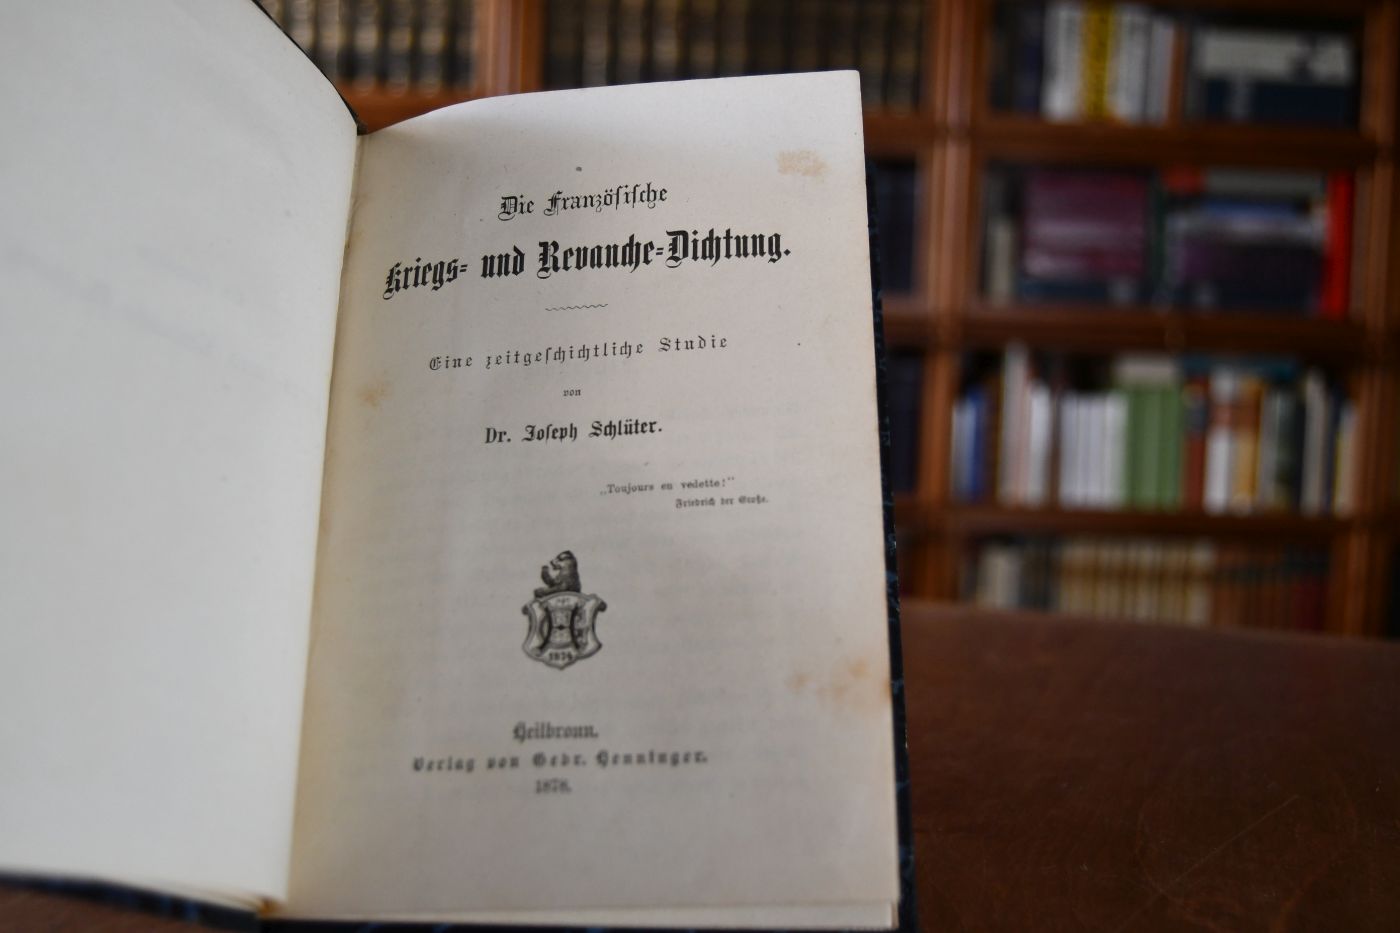 Die Französiſche
Kriegs- und Revanche-Dichtung.
Eine zeitgeſchichtliche Studie
von
Dr. Joſeph Schlüter.
„Toujours en vedette!"
Friedrich der Große.
1874
Heilbronn.
Verlag von Gebr. Henninger.
1878.